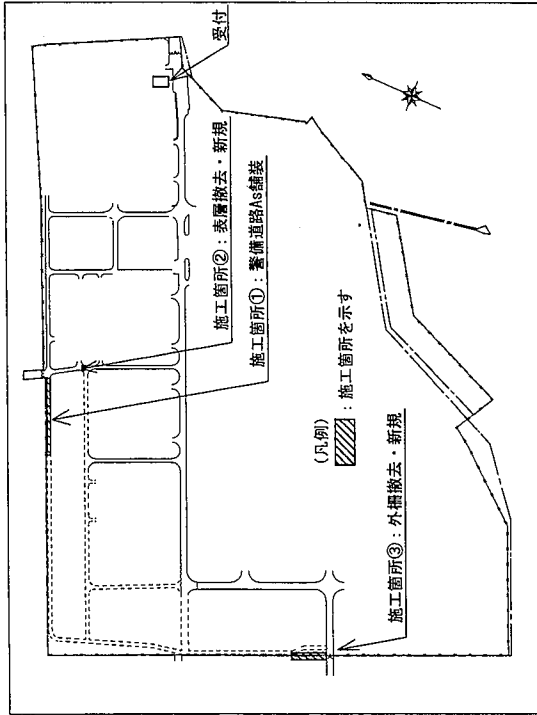 受付
施工箇所②：表層撤去・新規
施工箇所①：警備道路As舗装
(凡例)
：施工箇所を示す
施工箇所③：外柵撤去・新規